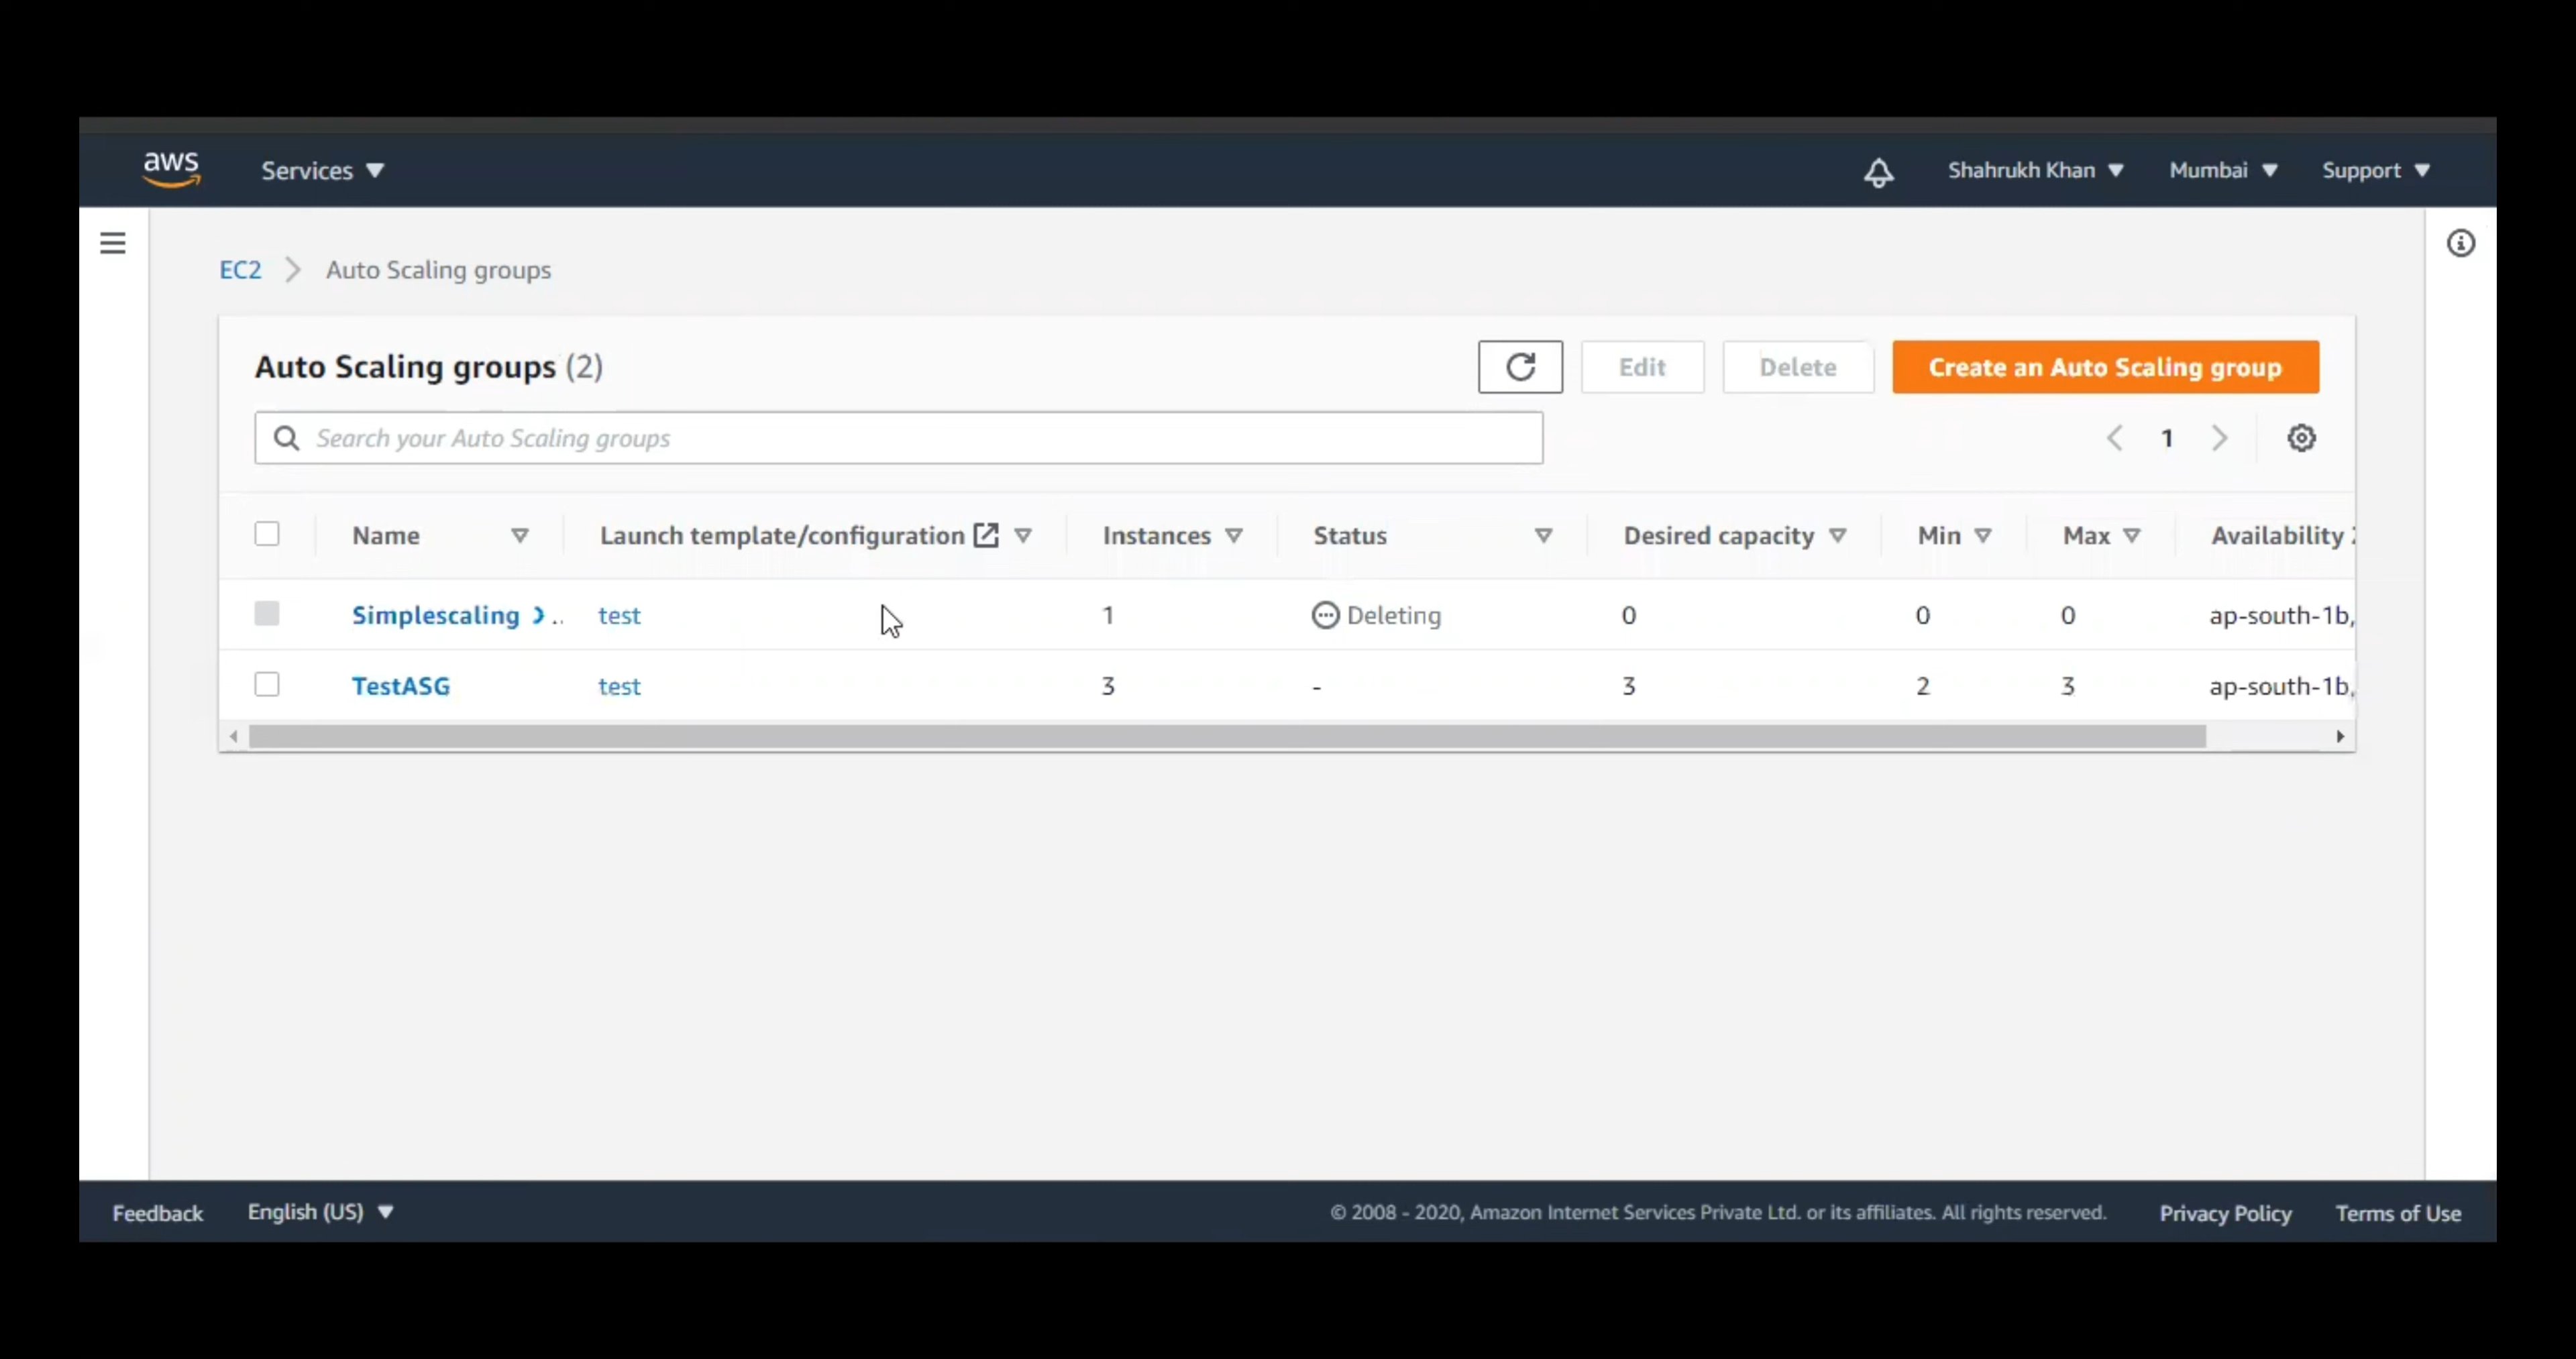 aws Services Shahrukh Khan Mumbai Support
EC2 Auto Scaling groups
Auto Scaling groups (2) Edit Delete Create an Auto Scaling group
Search your Auto Scaling groups 1
Name Launch template/configuration Instances Status Desired capacity Min Max Availability
Simplescaling .. test 1 Deleting 0 0 0 ap-south-1b,
TestASG test 3 - 3 2 3 ap-south-1b,
Feedback English (US) © 2008 - 2020, Amazon Internet Services Private Ltd. or its affiliates. All rights reserved. Privacy Policy Terms of Use